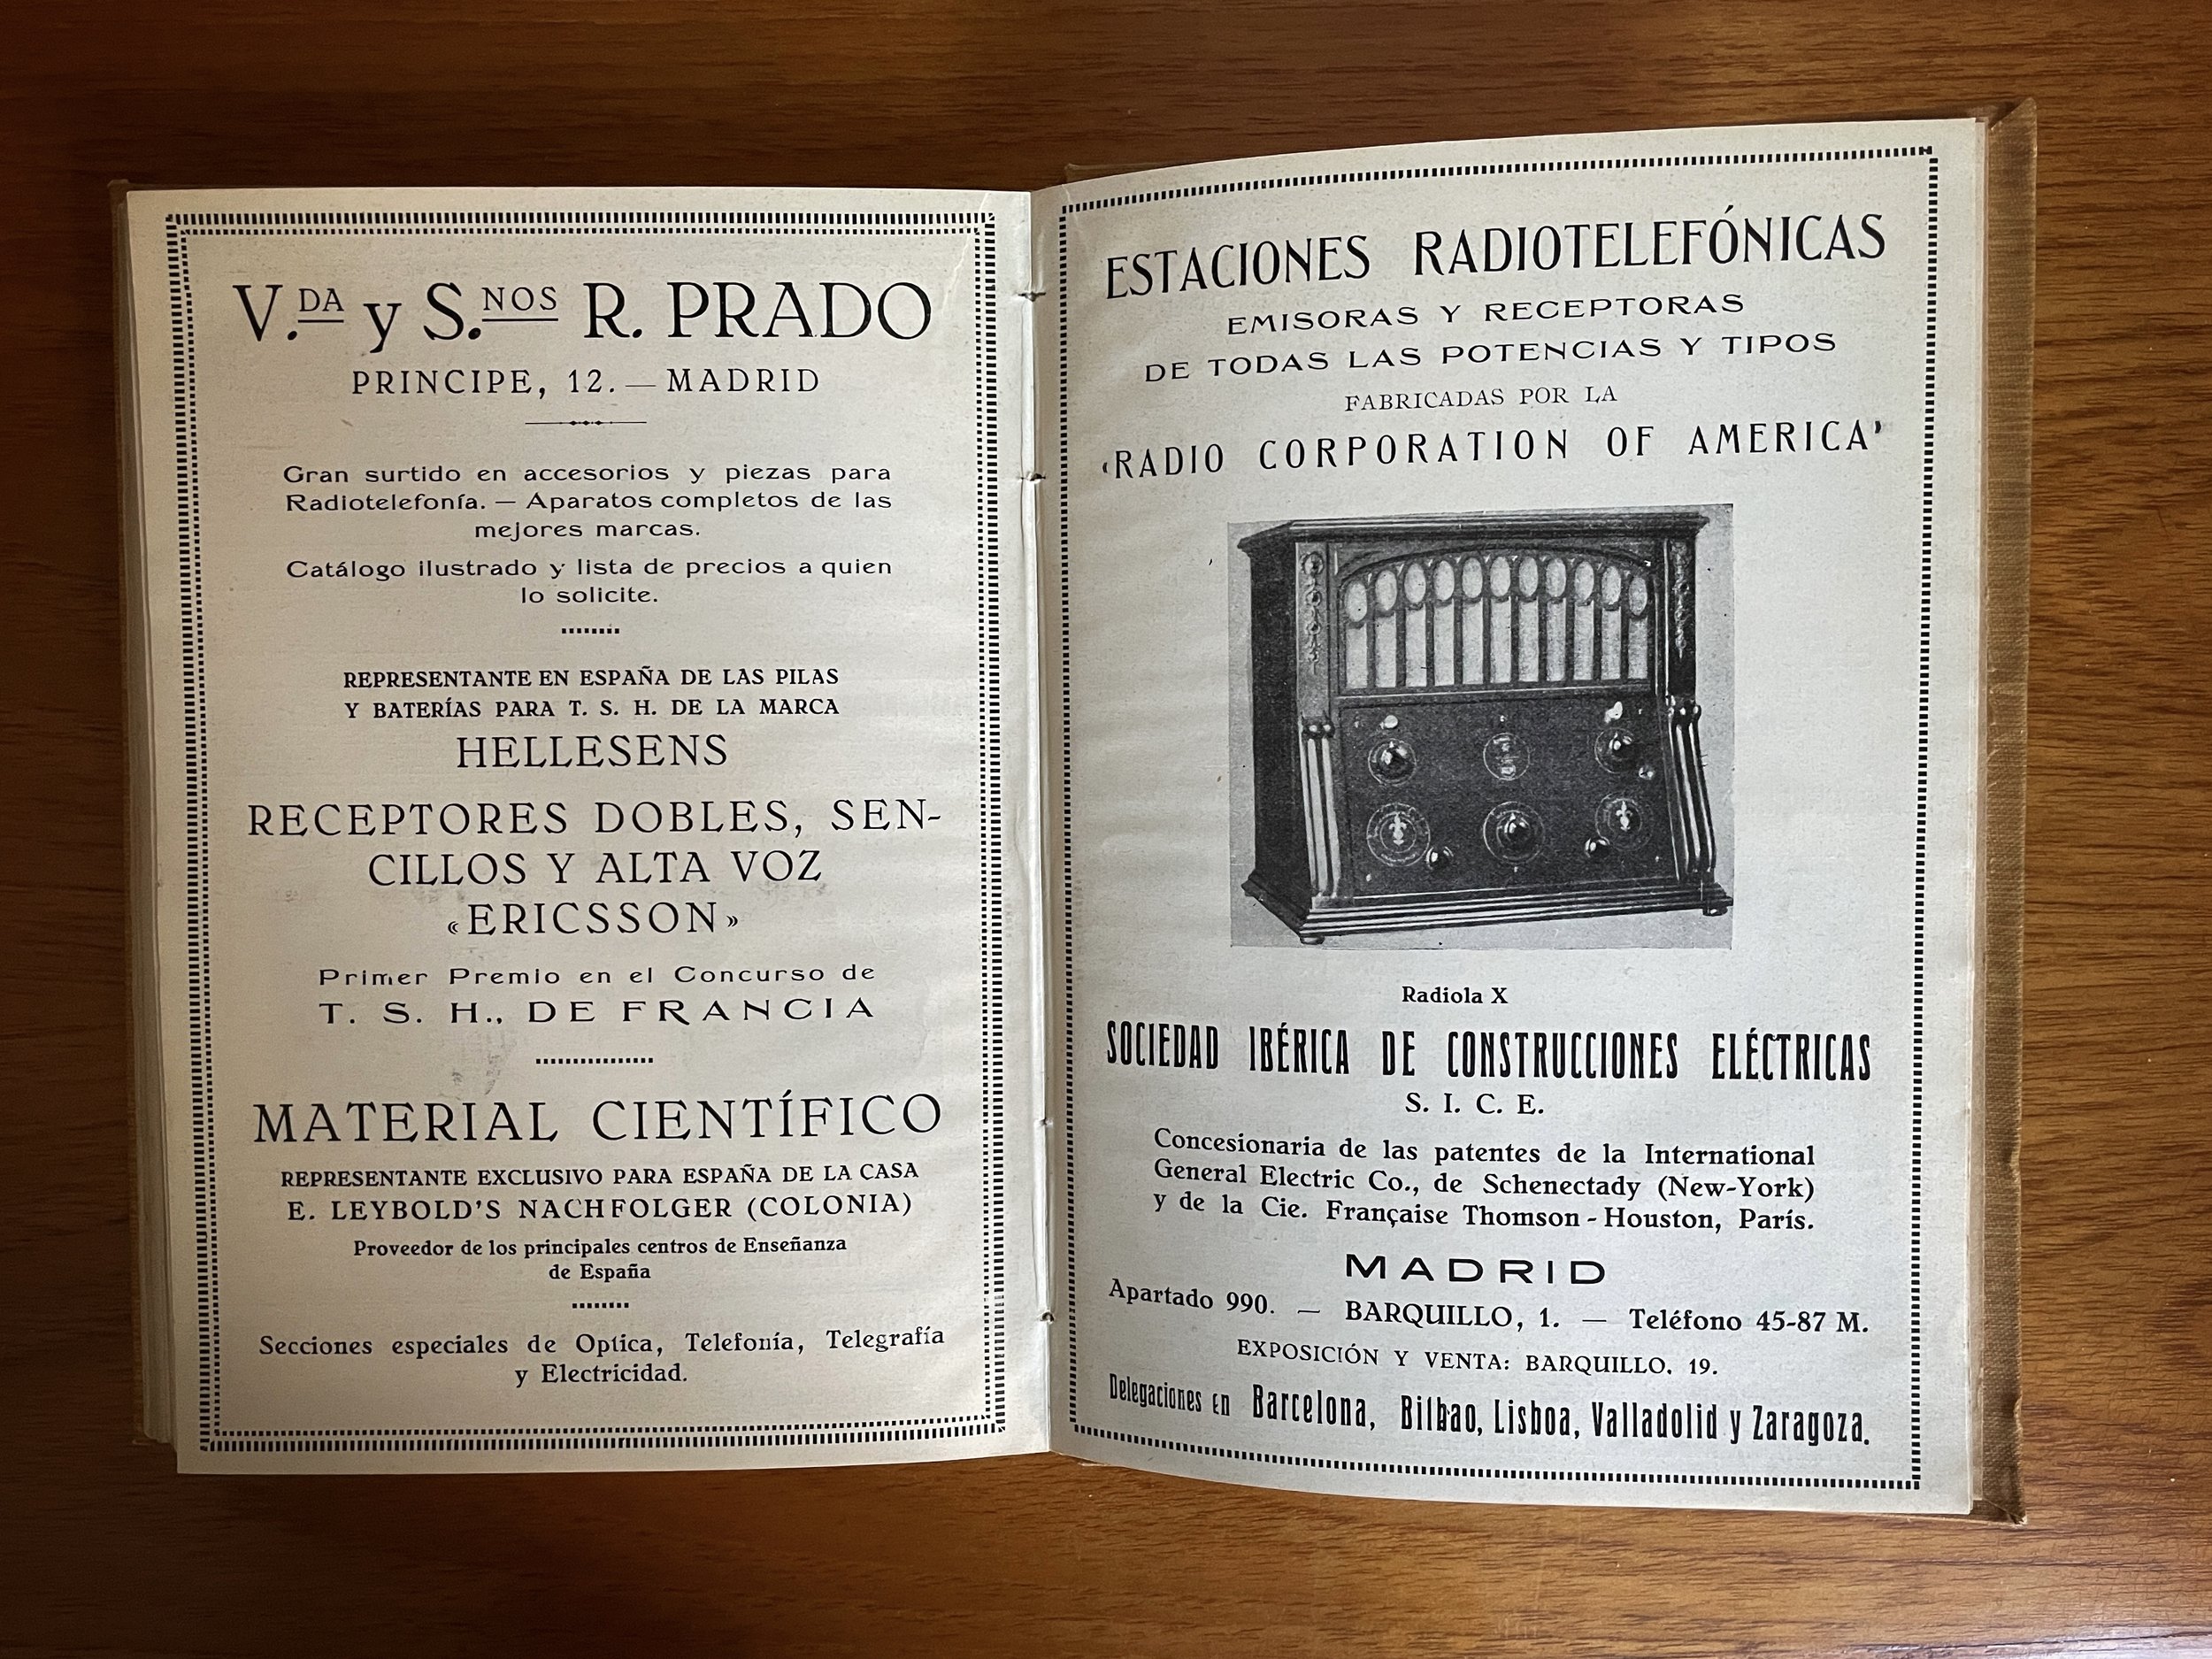 V.DA y S.NOS R. PRADO
PRINCIPE, 12.—MADRID
Gran surtido en accesorios y piezas para
Radiotelefonía. — Aparatos completos de las
mejores marcas.
Catálogo ilustrado y lista de precios a quien
lo solicite.
REPRESENTANTE EN ESPAÑA DE LAS PILAS
Y BATERÍAS PARA T. S. H. DE LA MARCA
HELLESENS
RECEPTORES DOBLES, SEN-
CILLOS Y ALTA VOZ
«ERICSSON»
Primer Premio en el Concurso de
T. S. H., DE FRANCIA
MATERIAL CIENTÍFICO
REPRESENTANTE EXCLUSIVO PARA ESPAÑA DE LA CASA
E. LEYBOLD'S NACHFOLGER (COLONIA)
Proveedor de los principales centros de Enseñanza
de España
Secciones especiales de Optica, Telefonía, Telegrafía
y Electricidad.
ESTACIONES RADIOTELEFÓNICAS
EMISORAS Y RECEPTORAS
DE TODAS LAS POTENCIAS Y TIPOS
FABRICADAS POR LA
‹RADIO CORPORATION OF AMERICA’
Radiola X
SOCIEDAD IBÉRICA DE CONSTRUCCIONES ELÉCTRICAS
S. I. C. E.
Concesionaria de las patentes de la International
General Electric Co., de Schenectady (New-York)
y de la Cie. Française Thomson-Houston, París.
MADRID
Apartado 990. — BARQUILLO, 1. — Teléfono 45-87 M.
EXPOSICIÓN Y VENTA: BARQUILLO. 19.
Delegaciones en Barcelona, Bilbao, Lisboa, Valladolid y Zaragoza.